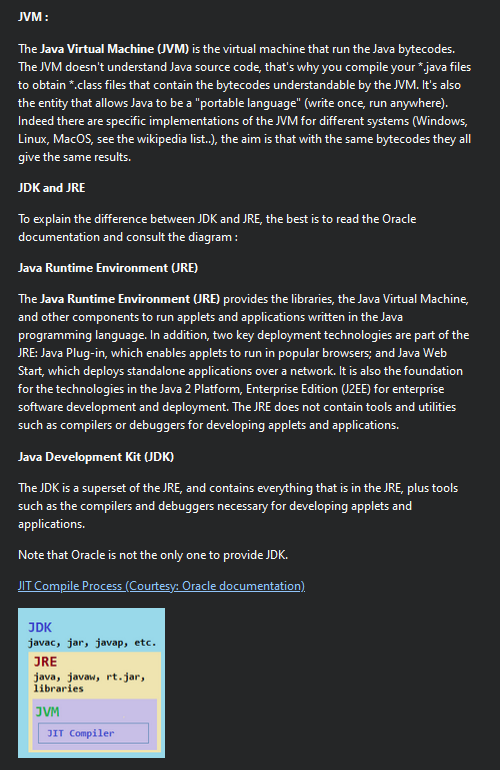 JVM :
The Java Virtual Machine (JVM) is the virtual machine that run the Java bytecodes.
The JVM doesn't understand Java source code, that's why you compile your *.java files
to obtain *.class files that contain the bytecodes understandable by the JVM. It's also
the entity that allows Java to be a "portable language" (write once, run anywhere).
Indeed there are specific implementations of the JVM for different systems (Windows,
Linux, MacOS, see the wikipedia list..), the aim is that with the same bytecodes they all
give the same results.
JDK and JRE
To explain the difference between JDK and JRE, the best is to read the Oracle
documentation and consult the diagram :
Java Runtime Environment (JRE)
The Java Runtime Environment (JRE) provides the libraries, the Java Virtual Machine,
and other components to run applets and applications written in the Java
programming language. In addition, two key deployment technologies are part of the
JRE: Java Plug-in, which enables applets to run in popular browsers; and Java Web
Start, which deploys standalone applications over a network. It is also the foundation
for the technologies in the Java 2 Platform, Enterprise Edition (J2EE) for enterprise
software development and deployment. The JRE does not contain tools and utilities
such as compilers or debuggers for developing applets and applications.
Java Development Kit (JDK)
The JDK is a superset of the JRE, and contains everything that is in the JRE, plus tools
such as the compilers and debuggers necessary for developing applets and
applications.
Note that Oracle is not the only one to provide JDK.
JIT Compile Process (Courtesy: Oracle documentation)
JDK
javac, jar, javap, etc.
JRE
java, javaw, rt.jar,
libraries
JVM
JIT Compiler